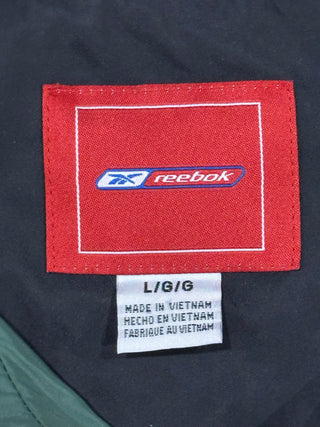 reebok
L/G/G
MADE IN VIETNAM
HECHO EN VIETNAM
FABRIQUE AU VIETNAM